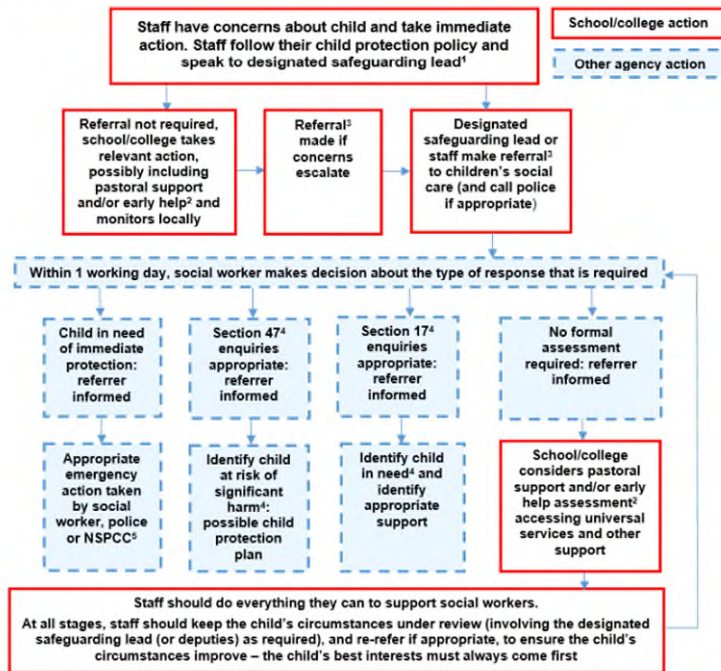 Staff have concerns about child and take immediate
action. Staff follow their child protection policy and
speak to designated safeguarding lead¹
School/college action
Other agency action
Referral not required,
school/college takes
relevant action,
possibly including
pastoral support
and/or early help² and
monitors locally
Referral³
made if
concerns
escalate
Designated
safeguarding lead or
staff make referral³
to children's social
care (and call police
if appropriate)
Within 1 working day, social worker makes decision about the type of response that is required
Child in need
of immediate
protection:
referrer
informed
Section 47⁴
enquiries
appropriate:
referrer
informed
Section 17⁴
enquiries
appropriate:
referrer
informed
No formal
assessment
required: referrer
informed
Appropriate
emergency
action taken
by social
worker, police
or NSPCC⁵
Identify child
at risk of
significant
harm⁴:
possible child
protection
plan
Identify child
in need⁴ and
identify
appropriate
support
School/college
considers pastoral
support and/or early
help assessment²
accessing universal
services and other
support
Staff should do everything they can to support social workers.
At all stages, staff should keep the child's circumstances under review (involving the designated
safeguarding lead (or deputies) as required), and re-refer if appropriate, to ensure the child's
circumstances improve – the child's best interests must always come first